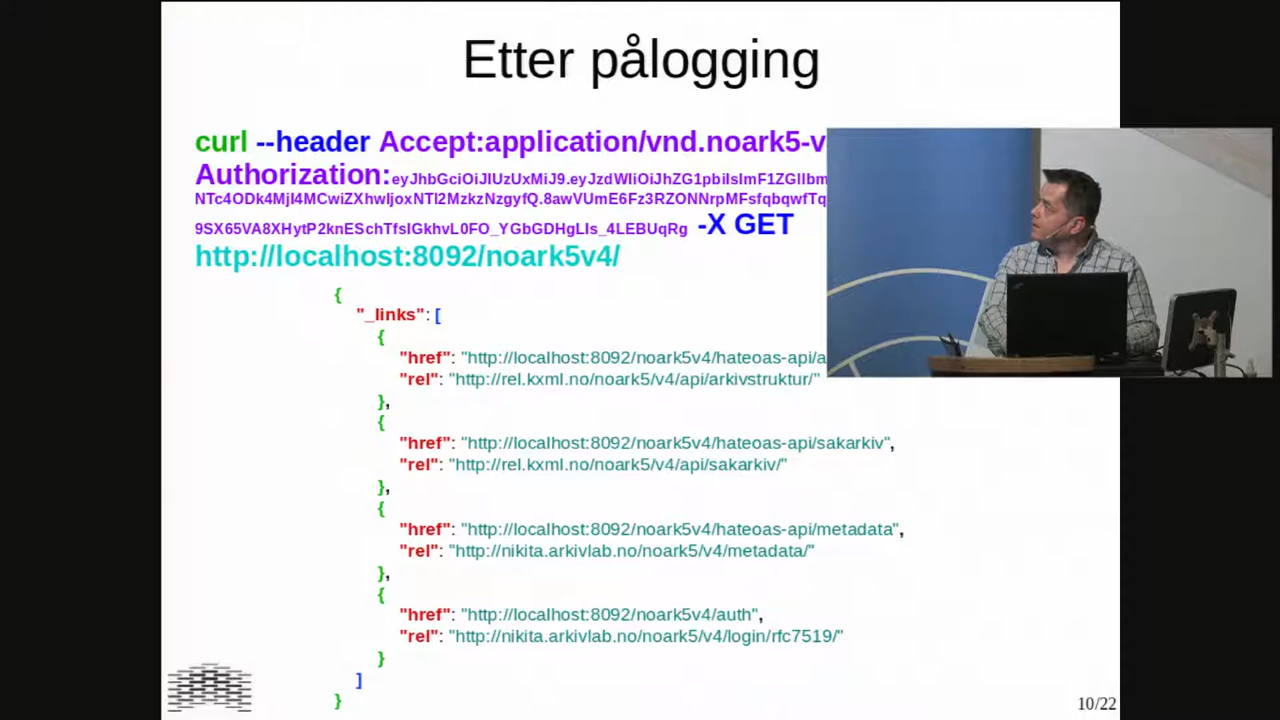 Etter pålogging
curl --header Accept:application/vnd.noark5-v
Authorization:eyJhbGciOiJIUzUxMiJ9.eyJzdWIiOiJhZG1pbiIsImF1ZGllbm
NTc4ODk4MjI4MCwiZXhwIjoxNTI2MzkzNzgyfQ.8awVUmE6Fz3RZONNrpMFsfqbqwfTq
9SX65VA8XHytP2knESchTfsIGkhvL0FO_YGbGDHgLIs_4LEBUqRg -X GET
http://localhost:8092/noark5v4/
{
"_links": [
{
"href": "http://localhost:8092/noark5v4/hateoas-api/a
"rel": "http://rel.kxml.no/noark5/v4/api/arkivstruktur/"
},
{
"href": "http://localhost:8092/noark5v4/hateoas-api/sakarkiv",
"rel": "http://rel.kxml.no/noark5/v4/api/sakarkiv/"
},
{
"href": "http://localhost:8092/noark5v4/hateoas-api/metadata",
"rel": "http://nikita.arkivlab.no/noark5/v4/metadata/"
},
{
"href": "http://localhost:8092/noark5v4/auth",
"rel": "http://nikita.arkivlab.no/noark5/v4/login/rfc7519/"
}
]
}
10/22